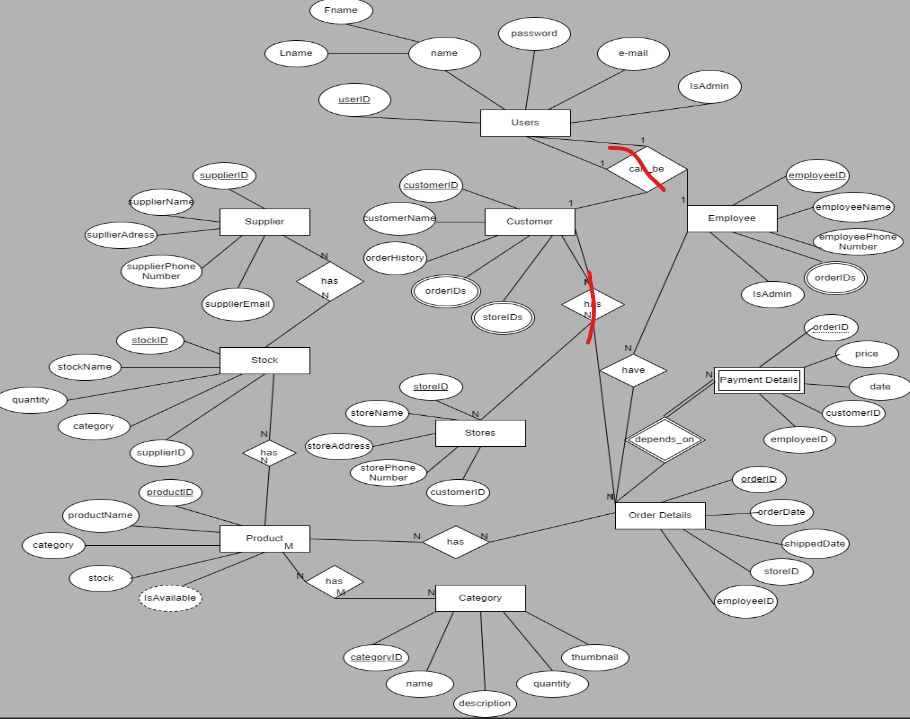 Fname
password
Lname
name
e-mail
IsAdmin
userID
Users
1
can_be
1
supplierID
supplierName
supllierAdress
Supplier
supplierPhone
Number
supplierEmail
N
has
N
customerID
customerName
orderHistory
Customer
1
orderIDs
storeIDs
1
Employee
employeeID
employeeName
employeePhone
Number
orderIDs
IsAdmin
N
has
N
stockID
stockName
quantity
category
supplierID
Stock
N
has
N
storeID
storeName
storeAddress
storePhone
Number
customerID
N
Stores
N
have
orderID
price
date
customerID
employeeID
N
Payment Details
depends_on
productID
productName
category
stock
IsAvailable
Product
M
N
has
N
N
Order Details
orderID
orderDate
shippedDate
storeID
employeeID
N
has
M
N
Category
categoryID
name
description
quantity
thumbnail